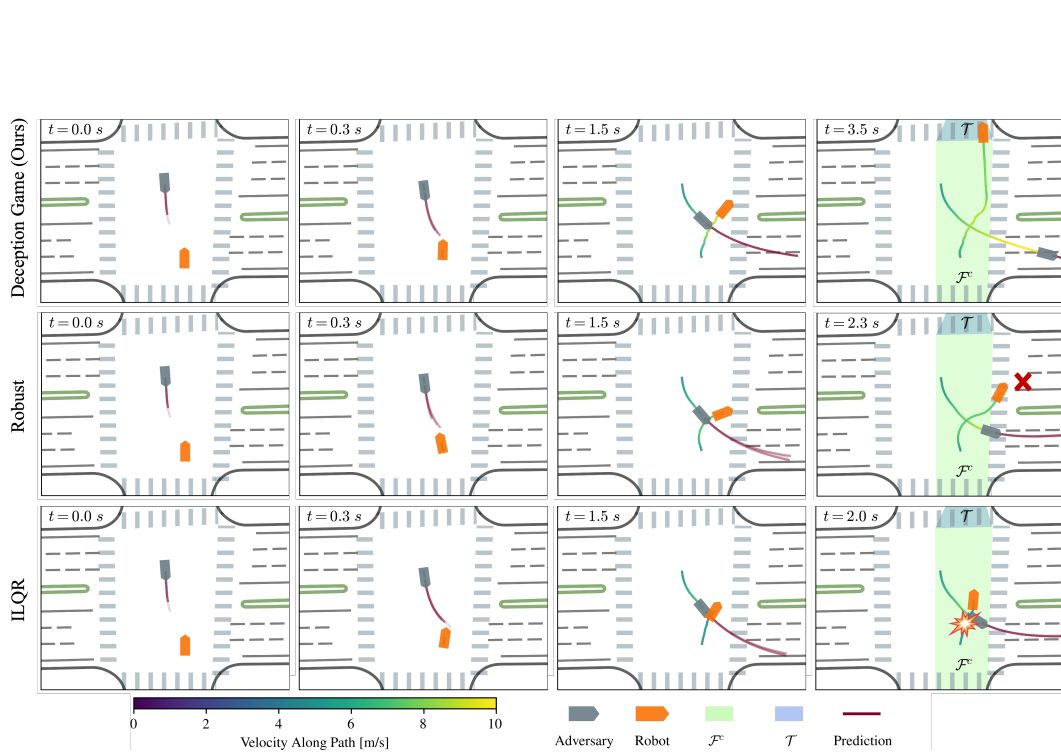 Deception Game (Ours)
t = 0.0 s
t = 0.3 s
t = 1.5 s
t = 3.5 s
𝒯
ℱᶜ
Robust
t = 0.0 s
t = 0.3 s
t = 1.5 s
t = 2.3 s
𝒯
ℱᶜ
ILQR
t = 0.0 s
t = 0.3 s
t = 1.5 s
t = 2.0 s
𝒯
ℱᶜ
0 2 4 6 8 10
Velocity Along Path [m/s]
Adversary Robot ℱᶜ 𝒯 Prediction